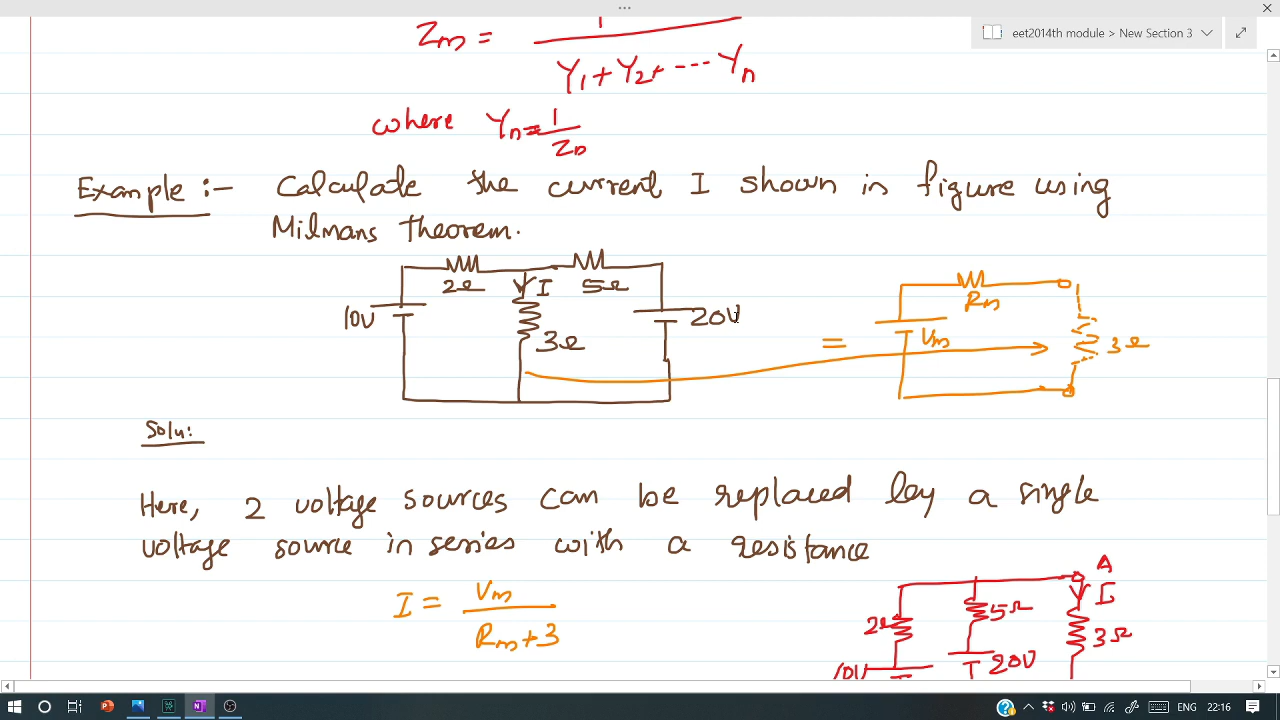 eet2014th module > New Section 3
Zm = 1
Y1 + Y2 + ---- Yn
where Yn = 1
Zn
Example :- Calculate the current I shown in figure using
Milmans Theorem.
2Ω
I
5Ω
10V
3Ω
20V
=
Rm
Vm
3Ω
Solu:
Here, 2 voltage sources can be replaced by a single
voltage source in series with a resistance
I = Vm
Rm + 3
A
I
2Ω
5Ω
3Ω
10V
20V
ENG 22:16